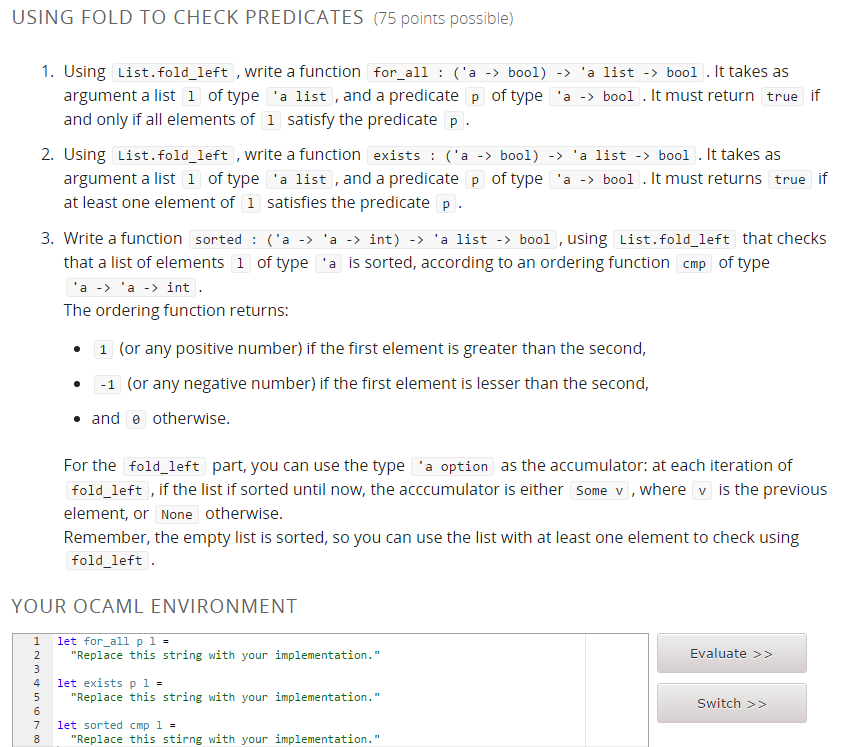 USING FOLD TO CHECK PREDICATES (75 points possible)
1. Using List.fold_left , write a function for_all : ('a -> bool) -> 'a list -> bool . It takes as
argument a list l of type 'a list , and a predicate p of type 'a -> bool . It must return true if
and only if all elements of l satisfy the predicate p .
2. Using List.fold_left , write a function exists : ('a -> bool) -> 'a list -> bool . It takes as
argument a list l of type 'a list , and a predicate p of type 'a -> bool . It must returns true if
at least one element of l satisfies the predicate p .
3. Write a function sorted : ('a -> 'a -> int) -> 'a list -> bool , using List.fold_left that checks
that a list of elements l of type 'a is sorted, according to an ordering function cmp of type
'a -> 'a -> int .
The ordering function returns:
• 1 (or any positive number) if the first element is greater than the second,
• -1 (or any negative number) if the first element is lesser than the second,
• and 0 otherwise.
For the fold_left part, you can use the type 'a option as the accumulator: at each iteration of
fold_left , if the list if sorted until now, the acccumulator is either Some v , where v is the previous
element, or None otherwise.
Remember, the empty list is sorted, so you can use the list with at least one element to check using
fold_left .
YOUR OCAML ENVIRONMENT
1 let for_all p l =
2 "Replace this string with your implementation."
3
4 let exists p l =
5 "Replace this string with your implementation."
6
7 let sorted cmp l =
8 "Replace this stirng with your implementation."
Evaluate >>
Switch >>